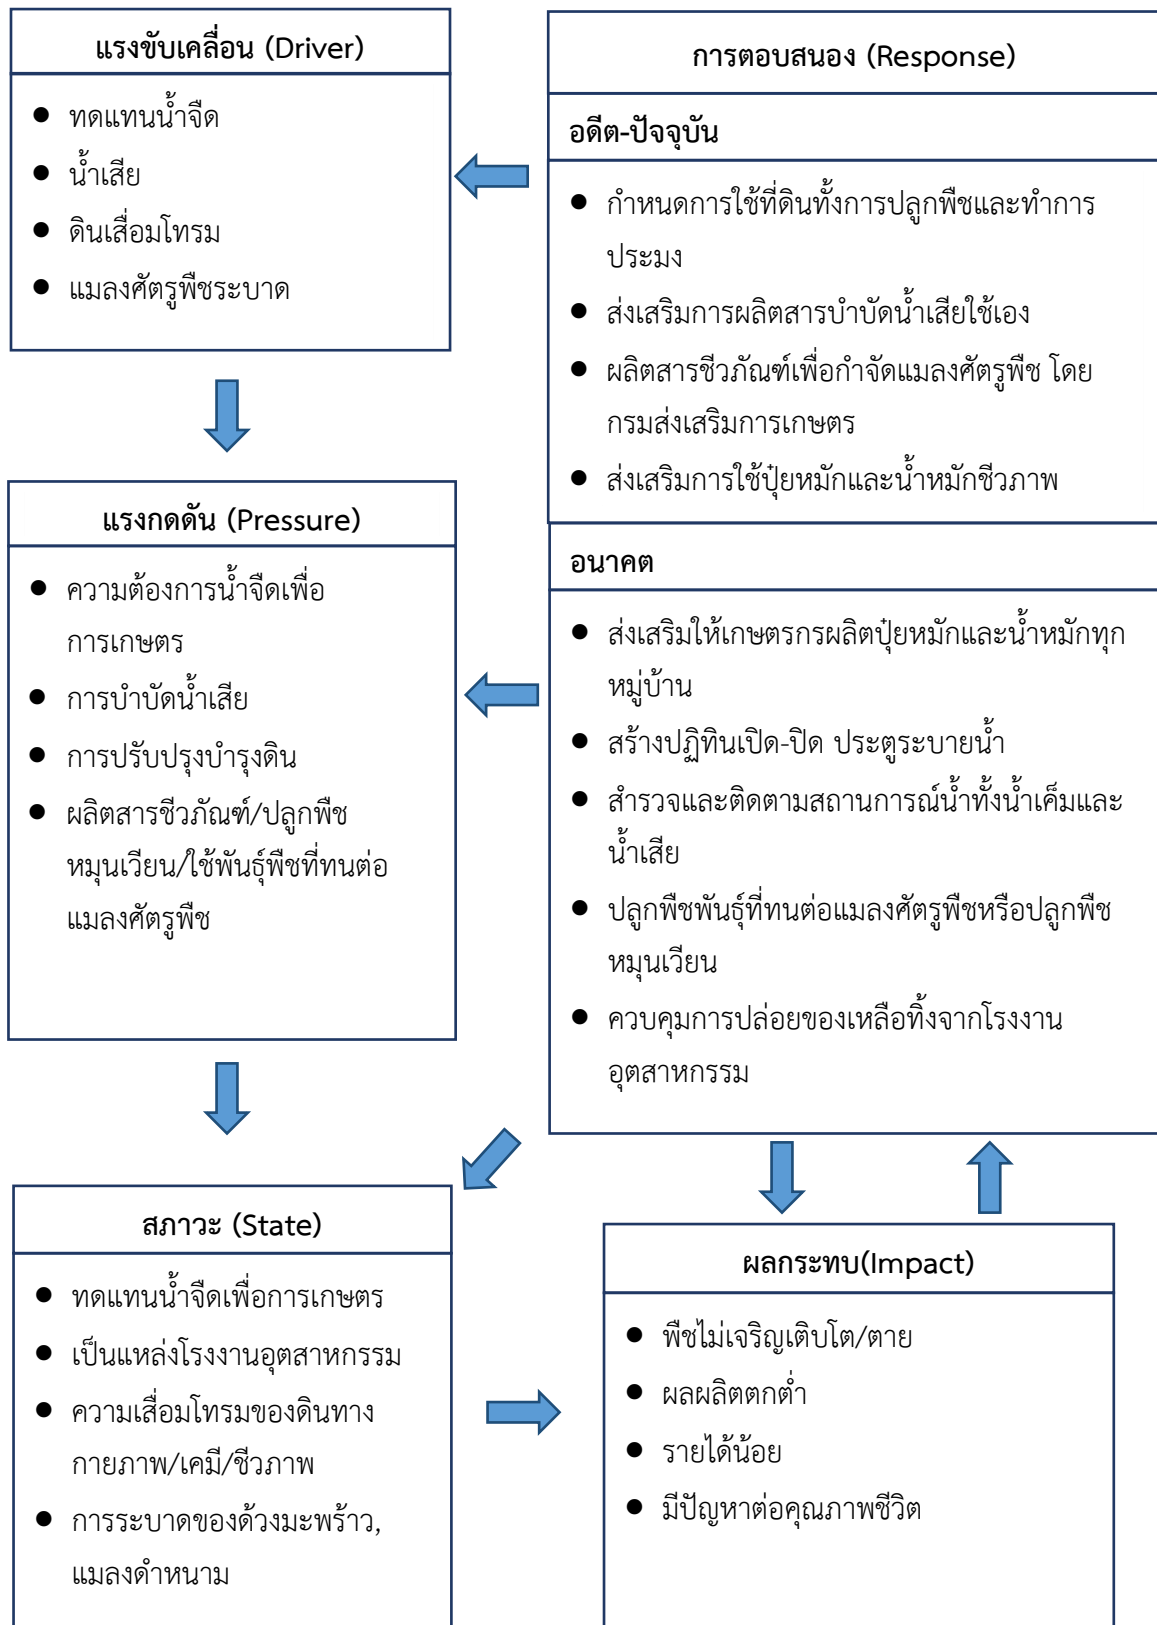 แรงขับเคลื่อน (Driver)
● ทดแทนน้ำจืด
● น้ำเสีย
● ดินเสื่อมโทรม
● แมลงศัตรูพืชระบาด
แรงกดดัน (Pressure)
● ความต้องการน้ำจืดเพื่อ
การเกษตร
● การบำบัดน้ำเสีย
● การปรับปรุงบำรุงดิน
● ผลิตสารชีวภัณฑ์/ปลูกพืช
หมุนเวียน/ใช้พันธุ์พืชที่ทนต่อ
แมลงศัตรูพืช
สภาวะ (State)
● ทดแทนน้ำจืดเพื่อการเกษตร
● เป็นแหล่งโรงงานอุตสาหกรรม
● ความเสื่อมโทรมของดินทาง
กายภาพ/เคมี/ชีวภาพ
● การระบาดของด้วงมะพร้าว,
แมลงดำหนาม
การตอบสนอง (Response)
อดีต-ปัจจุบัน
● กำหนดการใช้ที่ดินทั้งการปลูกพืชและทำการ
ประมง
● ส่งเสริมการผลิตสารบำบัดน้ำเสียใช้เอง
● ผลิตสารชีวภัณฑ์เพื่อกำจัดแมลงศัตรูพืช โดย
กรมส่งเสริมการเกษตร
● ส่งเสริมการใช้ปุ๋ยหมักและน้ำหมักชีวภาพ
อนาคต
● ส่งเสริมให้เกษตรกรผลิตปุ๋ยหมักและน้ำหมักทุก
หมู่บ้าน
● สร้างปฏิทินเปิด-ปิด ประตูระบายน้ำ
● สำรวจและติดตามสถานการณ์น้ำทั้งน้ำเค็มและ
น้ำเสีย
● ปลูกพืชพันธุ์ที่ทนต่อแมลงศัตรูพืชหรือปลูกพืช
หมุนเวียน
● ควบคุมการปล่อยของเหลือทิ้งจากโรงงาน
อุตสาหกรรม
ผลกระทบ(Impact)
● พืชไม่เจริญเติบโต/ตาย
● ผลผลิตตกต่ำ
● รายได้น้อย
● มีปัญหาต่อคุณภาพชีวิต